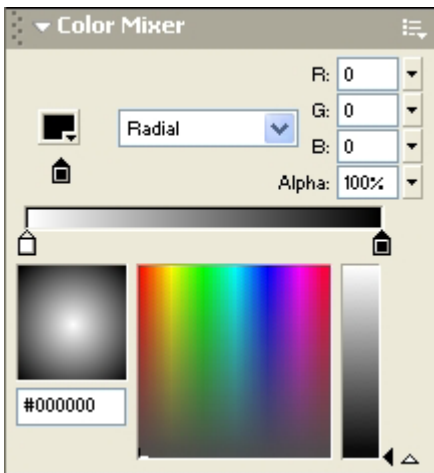 Color Mixer
R: 0
G: 0
Radial
B: 0
Alpha: 100%
#000000